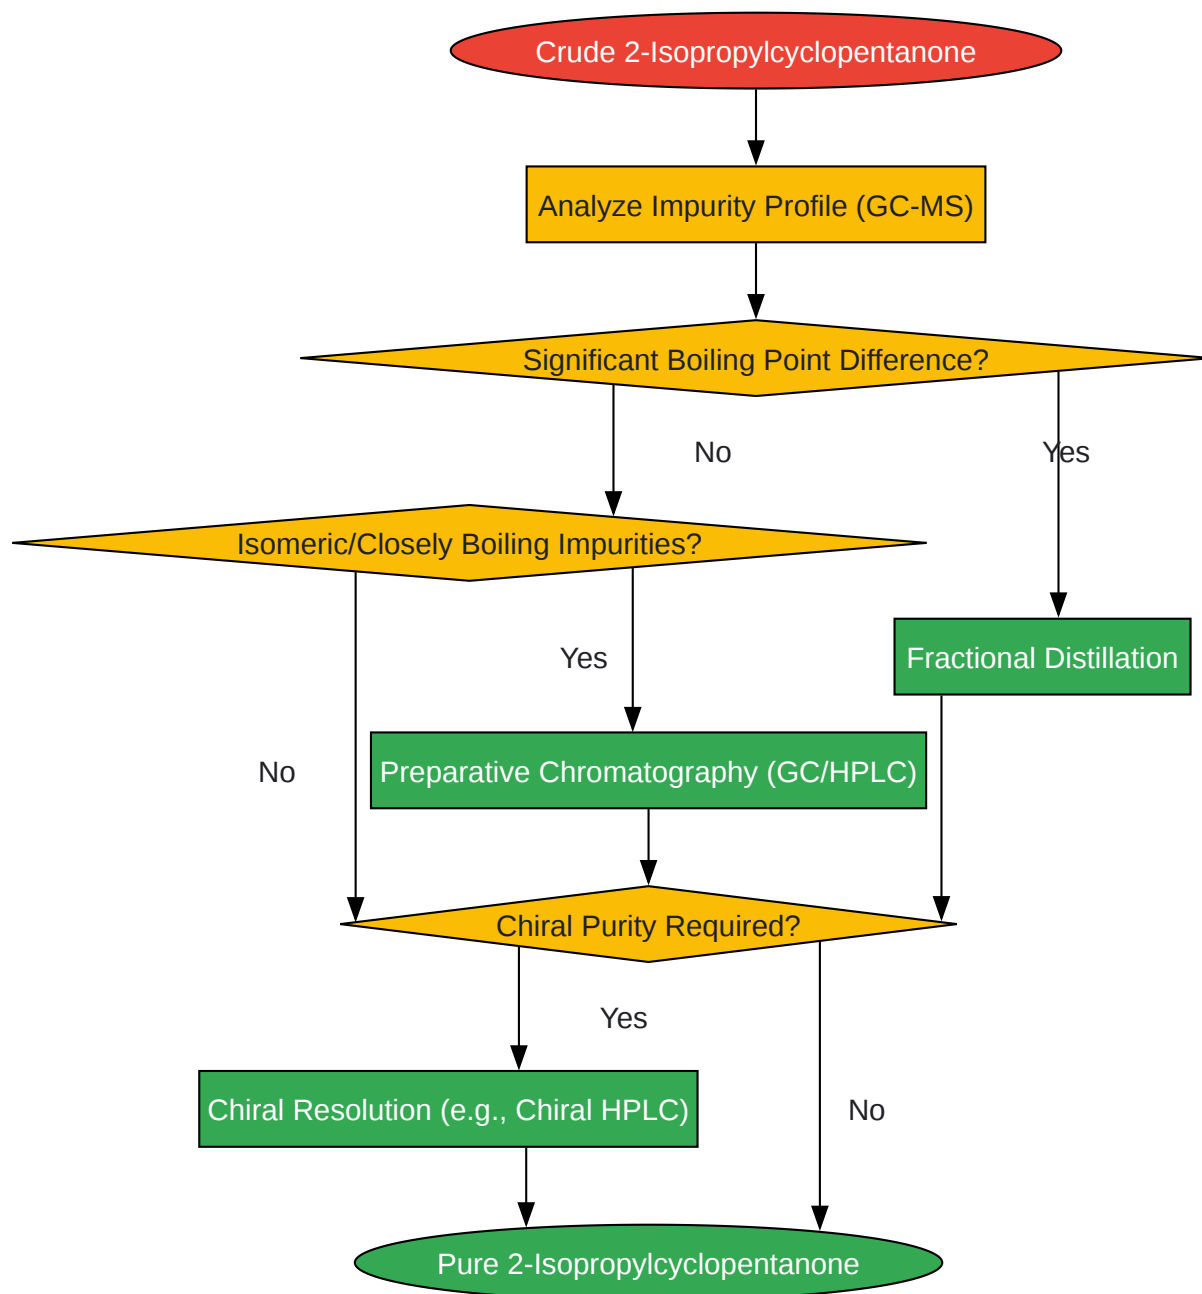 Crude 2-Isopropylcyclopentanone
Analyze Impurity Profile (GC-MS)
Significant Boiling Point Difference?
No
Yes
Isomeric/Closely Boiling Impurities?
Yes
Fractional Distillation
No
Preparative Chromatography (GC/HPLC)
Chiral Purity Required?
Yes
Chiral Resolution (e.g., Chiral HPLC)
No
Pure 2-Isopropylcyclopentanone